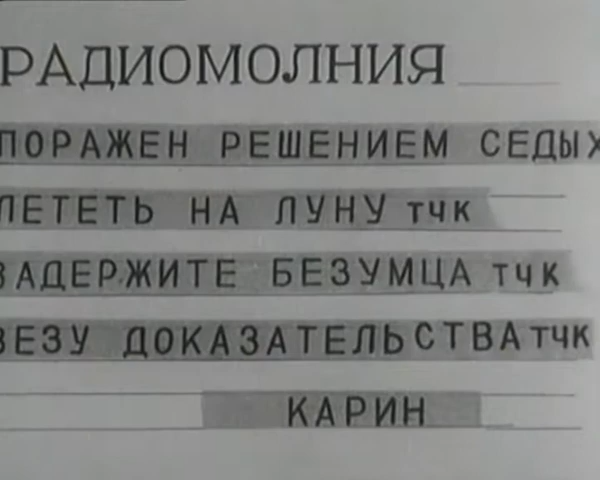 РАДИОМОЛНИЯ
ПОРАЖЕН РЕШЕНИЕМ СЕДЫХ
ЛЕТЕТЬ НА ЛУНУ тчк
ЗАДЕРЖИТЕ БЕЗУМЦА тчк
ВЕЗУ ДОКАЗАТЕЛЬСТВА тчк
КАРИН